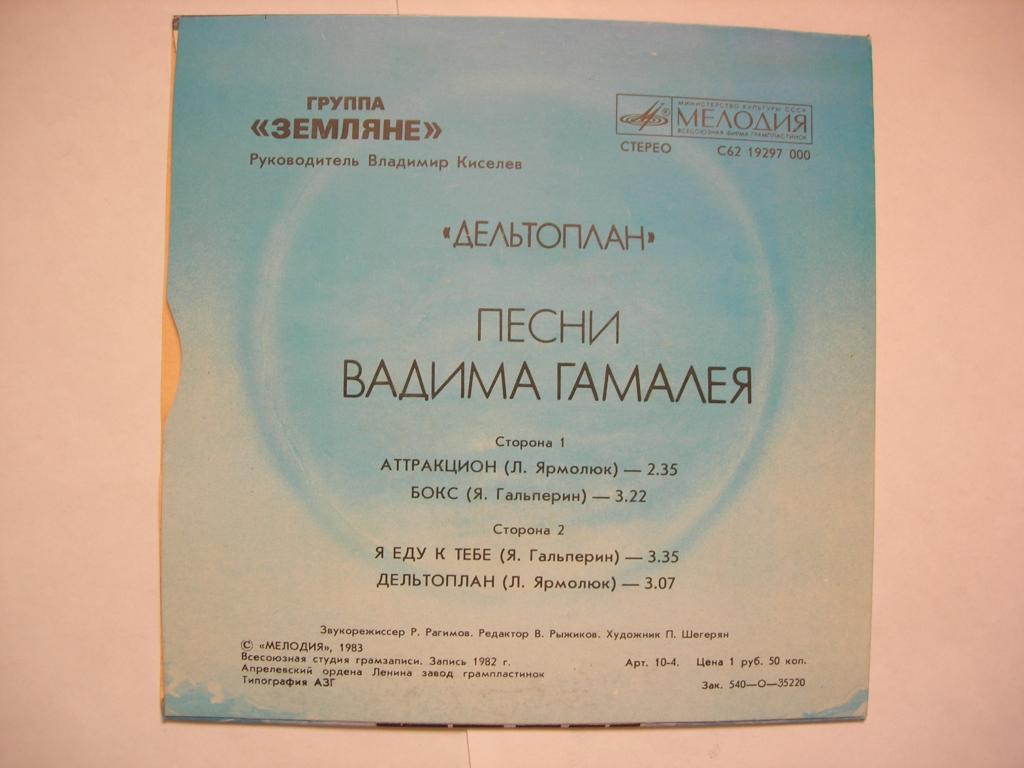 ГРУППА
«ЗЕМЛЯНЕ»
Руководитель Владимир Киселев
МИНИСТЕРСТВО КУЛЬТУРЫ СССР
МЕЛОДИЯ
ВСЕСОЮЗНАЯ ФИРМА ГРАМПЛАСТИНОК
СТЕРЕО С62 19297 000
«ДЕЛЬТОПЛАН»
ПЕСНИ
ВАДИМА ГАМАЛЕЯ
Сторона 1
АТТРАКЦИОН (Л. Ярмолюк) — 2.35
БОКС (Я. Гальперин) — 3.22
Сторона 2
Я ЕДУ К ТЕБЕ (Я. Гальперин) — 3.35
ДЕЛЬТОПЛАН (Л. Ярмолюк) — 3.07
Звукорежиссер Р. Рагимов. Редактор В. Рыжиков. Художник П. Шегерян
© «МЕЛОДИЯ», 1983
Всесоюзная студия грамзаписи. Запись 1982 г. Арт. 10-4. Цена 1 руб. 50 коп.
Апрелевский ордена Ленина завод грампластинок
Типография АЗГ Зак. 540—О—35220